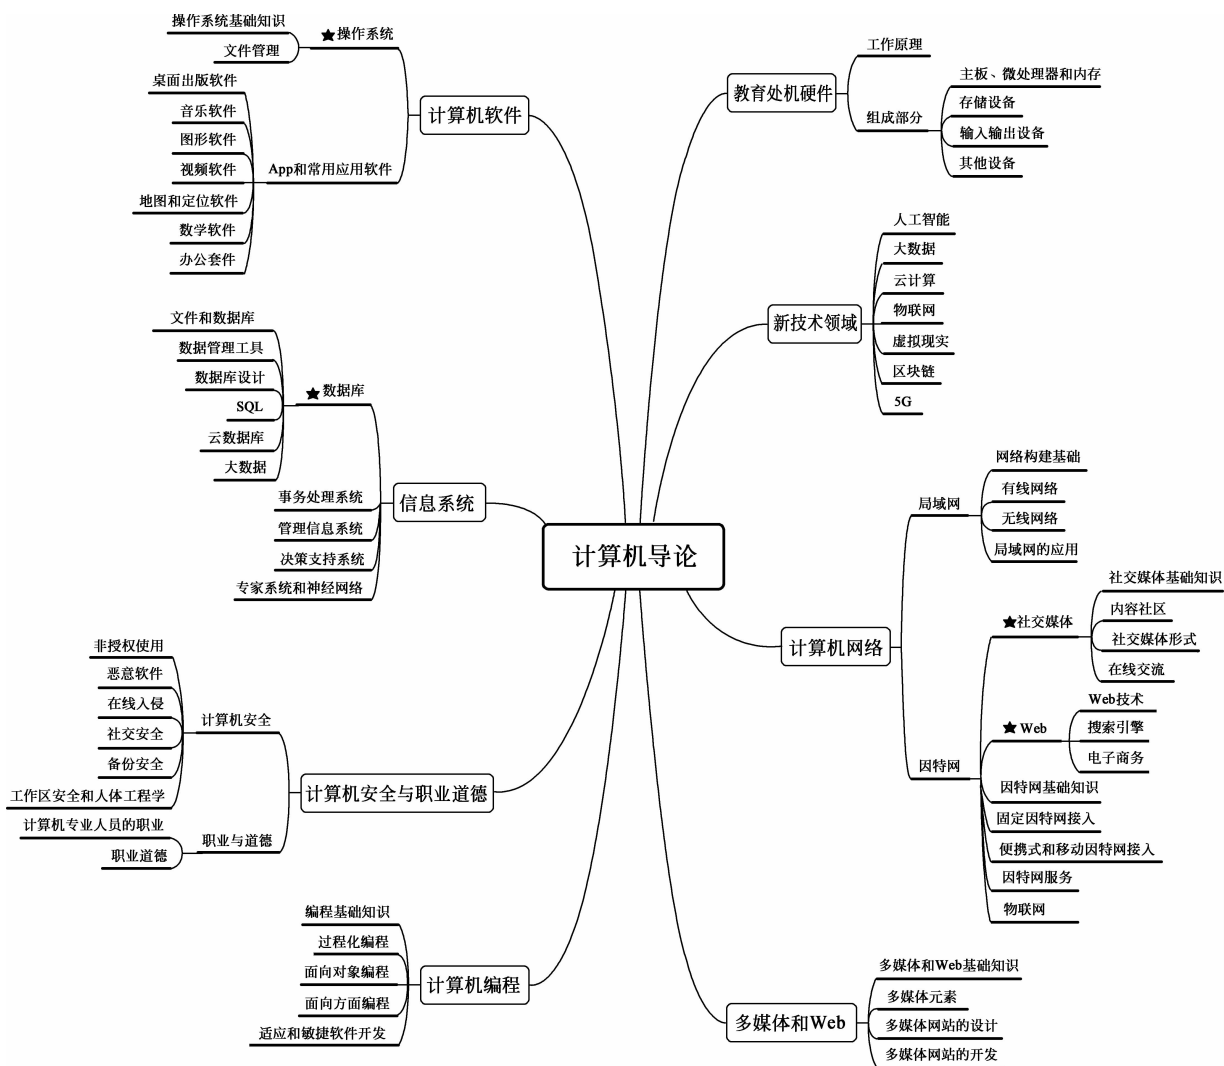 计算机导论
计算机软件
★操作系统
操作系统基础知识
文件管理
App和常用应用软件
桌面出版软件
音乐软件
图形软件
视频软件
地图和定位软件
数学软件
办公套件
信息系统
★数据库
文件和数据库
数据管理工具
数据库设计
SQL
云数据库
大数据
事务处理系统
管理信息系统
决策支持系统
专家系统和神经网络
计算机安全与职业道德
计算机安全
非授权使用
恶意软件
在线入侵
社交安全
备份安全
工作区安全和人体工程学
职业与道德
计算机专业人员的职业
职业道德
计算机编程
编程基础知识
过程化编程
面向对象编程
面向方面编程
适应和敏捷软件开发
教育处机硬件
工作原理
组成部分
主板、微处理器和内存
存储设备
输入输出设备
其他设备
新技术领域
人工智能
大数据
云计算
物联网
虚拟现实
区块链
5G
计算机网络
局域网
网络构建基础
有线网络
无线网络
局域网的应用
因特网
★社交媒体
社交媒体基础知识
内容社区
社交媒体形式
在线交流
★ Web
Web技术
搜索引擎
电子商务
因特网基础知识
固定因特网接入
便携式和移动因特网接入
因特网服务
物联网
多媒体和Web
多媒体和Web基础知识
多媒体元素
多媒体网站的设计
多媒体网站的开发